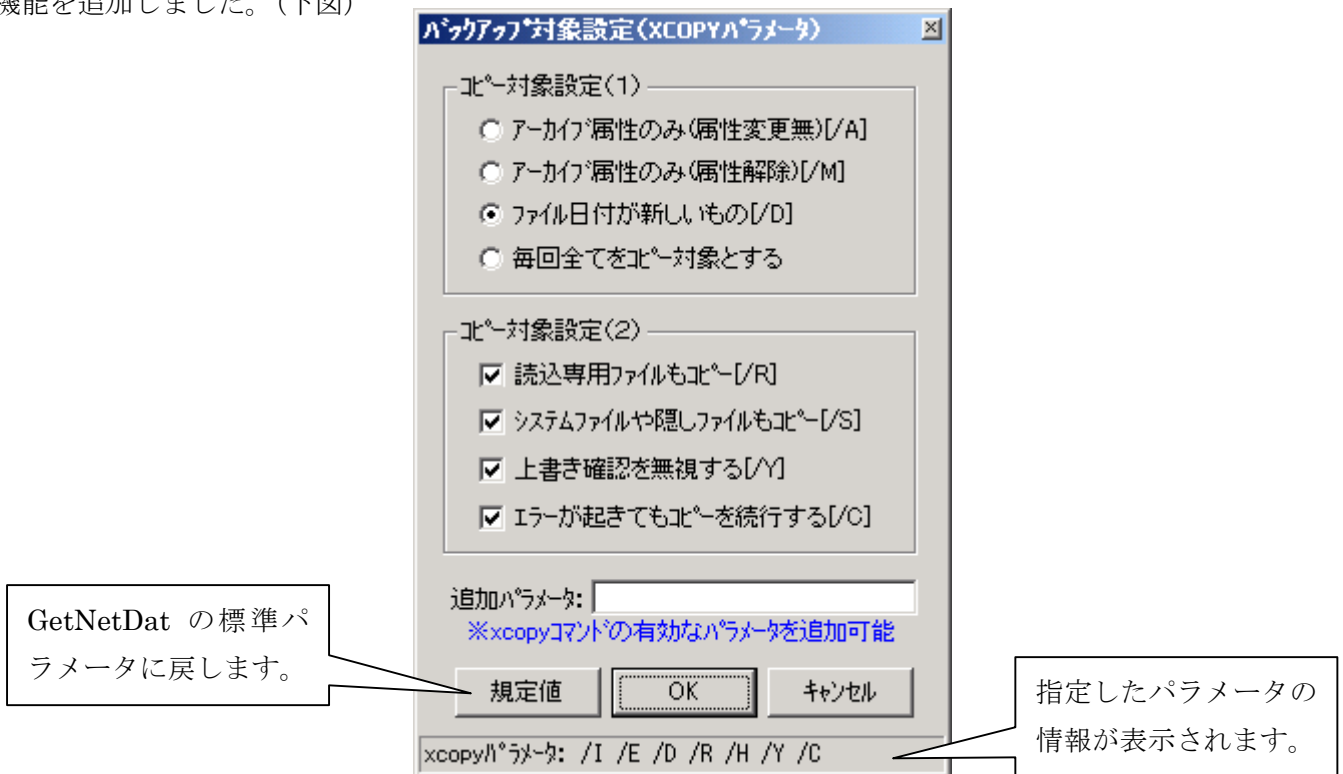 機能を追加しました。（下図）
ﾊﾞｯｸｱｯﾌﾟ対象設定(XCOPYﾊﾟﾗﾒｰﾀ)
ｺﾋﾟｰ対象設定(1)
ｱｰｶｲﾌﾞ属性のみ(属性変更無)[/A]
ｱｰｶｲﾌﾞ属性のみ(属性解除)[/M]
ﾌｧｲﾙ日付が新しいもの[/D]
毎回全てをｺﾋﾟｰ対象とする
ｺﾋﾟｰ対象設定(2)
読込専用ﾌｧｲﾙもｺﾋﾟｰ[/R]
ｼｽﾃﾑﾌｧｲﾙや隠しﾌｧｲﾙもｺﾋﾟｰ[/S]
上書き確認を無視する[/Y]
ｴﾗｰが起きてもｺﾋﾟｰを続行する[/C]
追加ﾊﾟﾗﾒｰﾀ:
※xcopyｺﾏﾝﾄﾞの有効なﾊﾟﾗﾒｰﾀを追加可能
GetNetDat の標準パ
ラメータに戻します。
規定値
OK
ｷｬﾝｾﾙ
指定したパラメータの
情報が表示されます。
xcopyﾊﾟﾗﾒｰﾀ: /I /E /D /R /H /Y /C